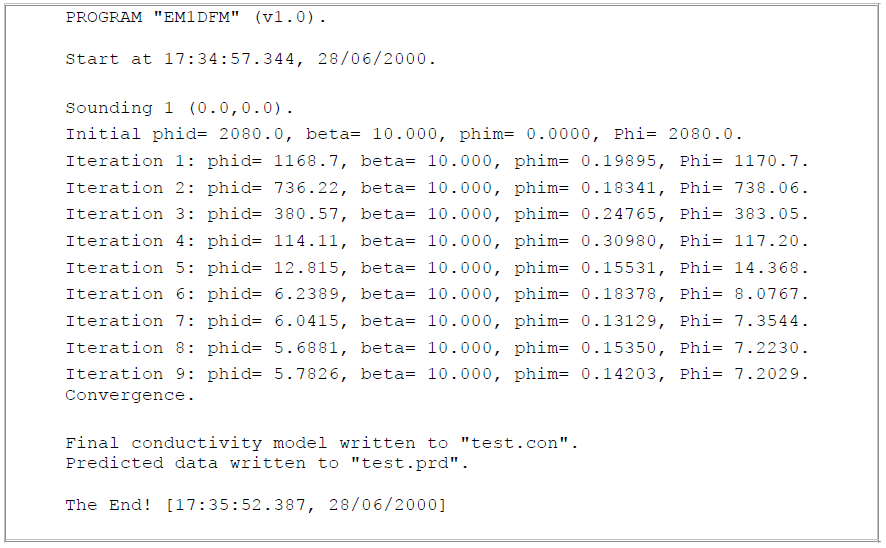 PROGRAM "EM1DFM" (v1.0).
Start at 17:34:57.344, 28/06/2000.
Sounding 1 (0.0,0.0).
Initial phid= 2080.0, beta= 10.000, phim= 0.0000, Phi= 2080.0.
Iteration 1: phid= 1168.7, beta= 10.000, phim= 0.19895, Phi= 1170.7.
Iteration 2: phid= 736.22, beta= 10.000, phim= 0.18341, Phi= 738.06.
Iteration 3: phid= 380.57, beta= 10.000, phim= 0.24765, Phi= 383.05.
Iteration 4: phid= 114.11, beta= 10.000, phim= 0.30980, Phi= 117.20.
Iteration 5: phid= 12.815, beta= 10.000, phim= 0.15531, Phi= 14.368.
Iteration 6: phid= 6.2389, beta= 10.000, phim= 0.18378, Phi= 8.0767.
Iteration 7: phid= 6.0415, beta= 10.000, phim= 0.13129, Phi= 7.3544.
Iteration 8: phid= 5.6881, beta= 10.000, phim= 0.15350, Phi= 7.2230.
Iteration 9: phid= 5.7826, beta= 10.000, phim= 0.14203, Phi= 7.2029.
Convergence.
Final conductivity model written to "test.con".
Predicted data written to "test.prd".
The End! [17:35:52.387, 28/06/2000]